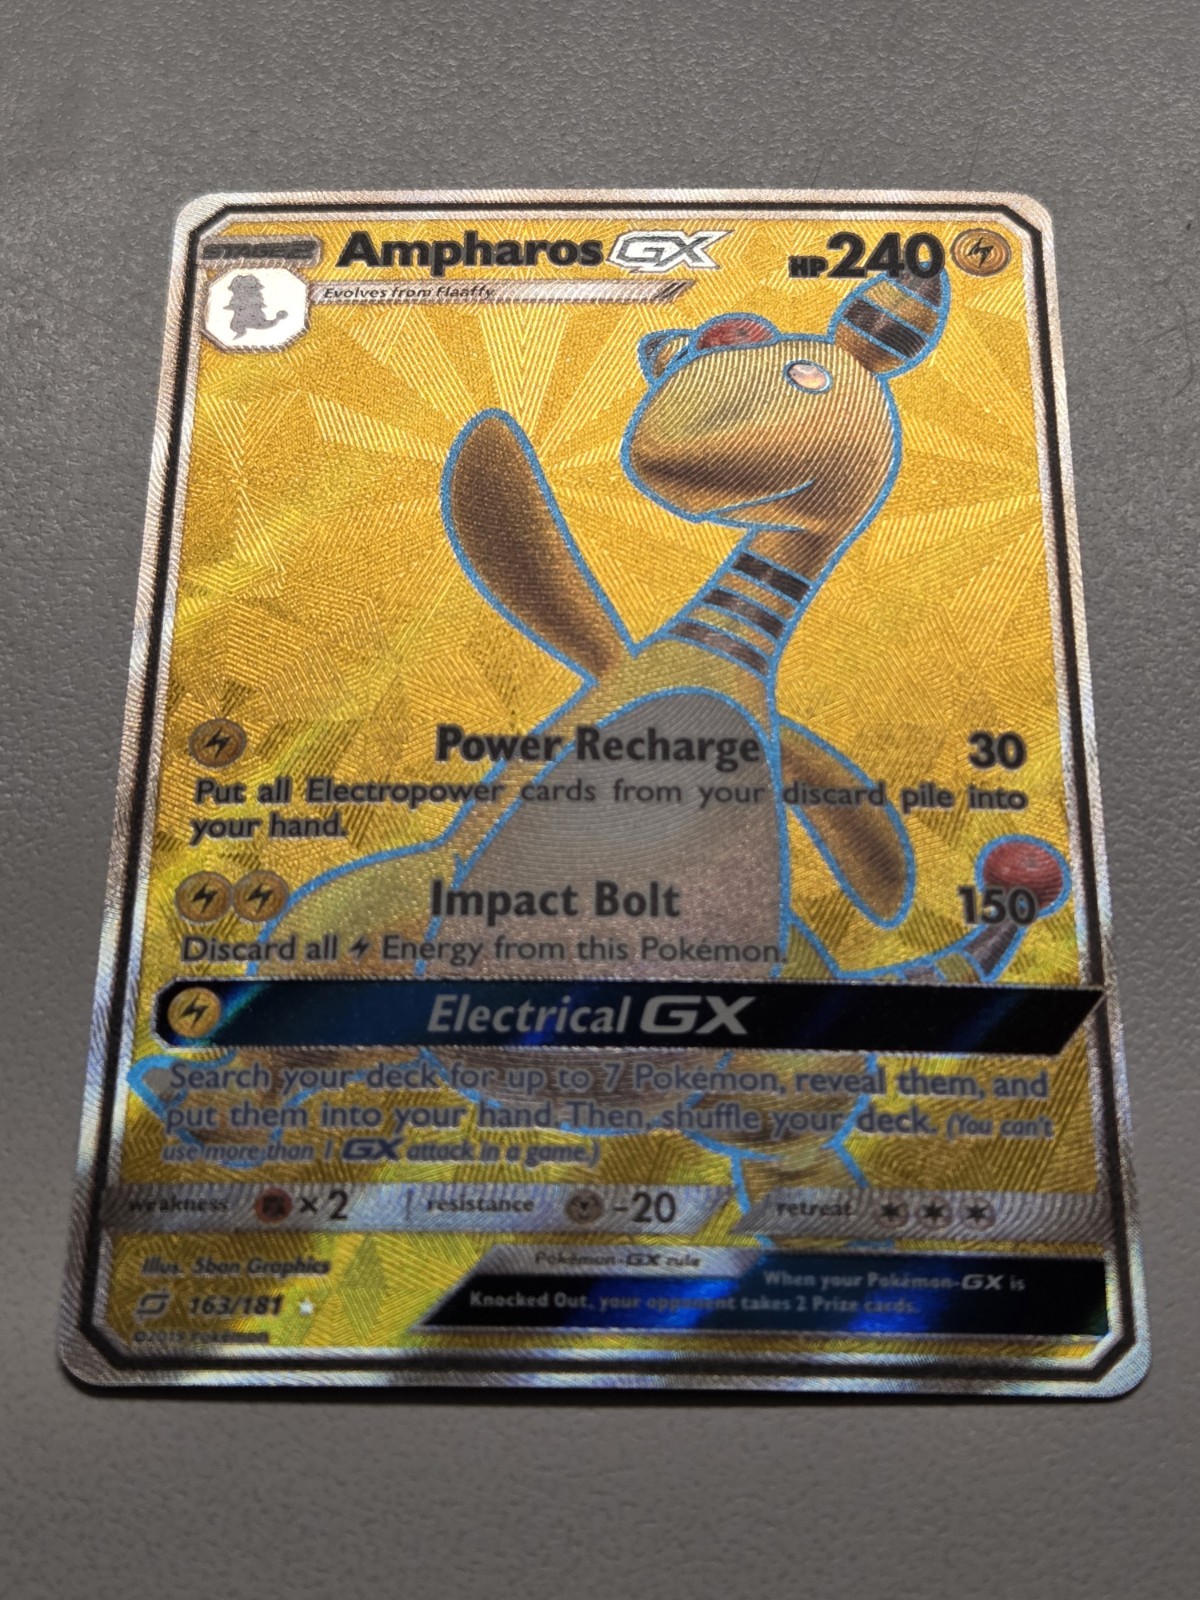 STAGE 2 Ampharos GX HP 240
Evolves from Flaaffy
Power Recharge 30
Put all Electropower cards from your discard pile into
your hand.
Impact Bolt 150
Discard all Energy from this Pokémon.
Electrical GX
Search your deck for up to 7 Pokémon, reveal them, and
put them into your hand. Then, shuffle your deck. (You can't
use more than 1 GX attack in a game.)
weakness ×2 resistance -20 retreat
Illus. 5ban Graphics
Pokémon-GX rule
When your Pokémon-GX is
Knocked Out, your opponent takes 2 Prize cards.
163/181
©2019 Pokémon